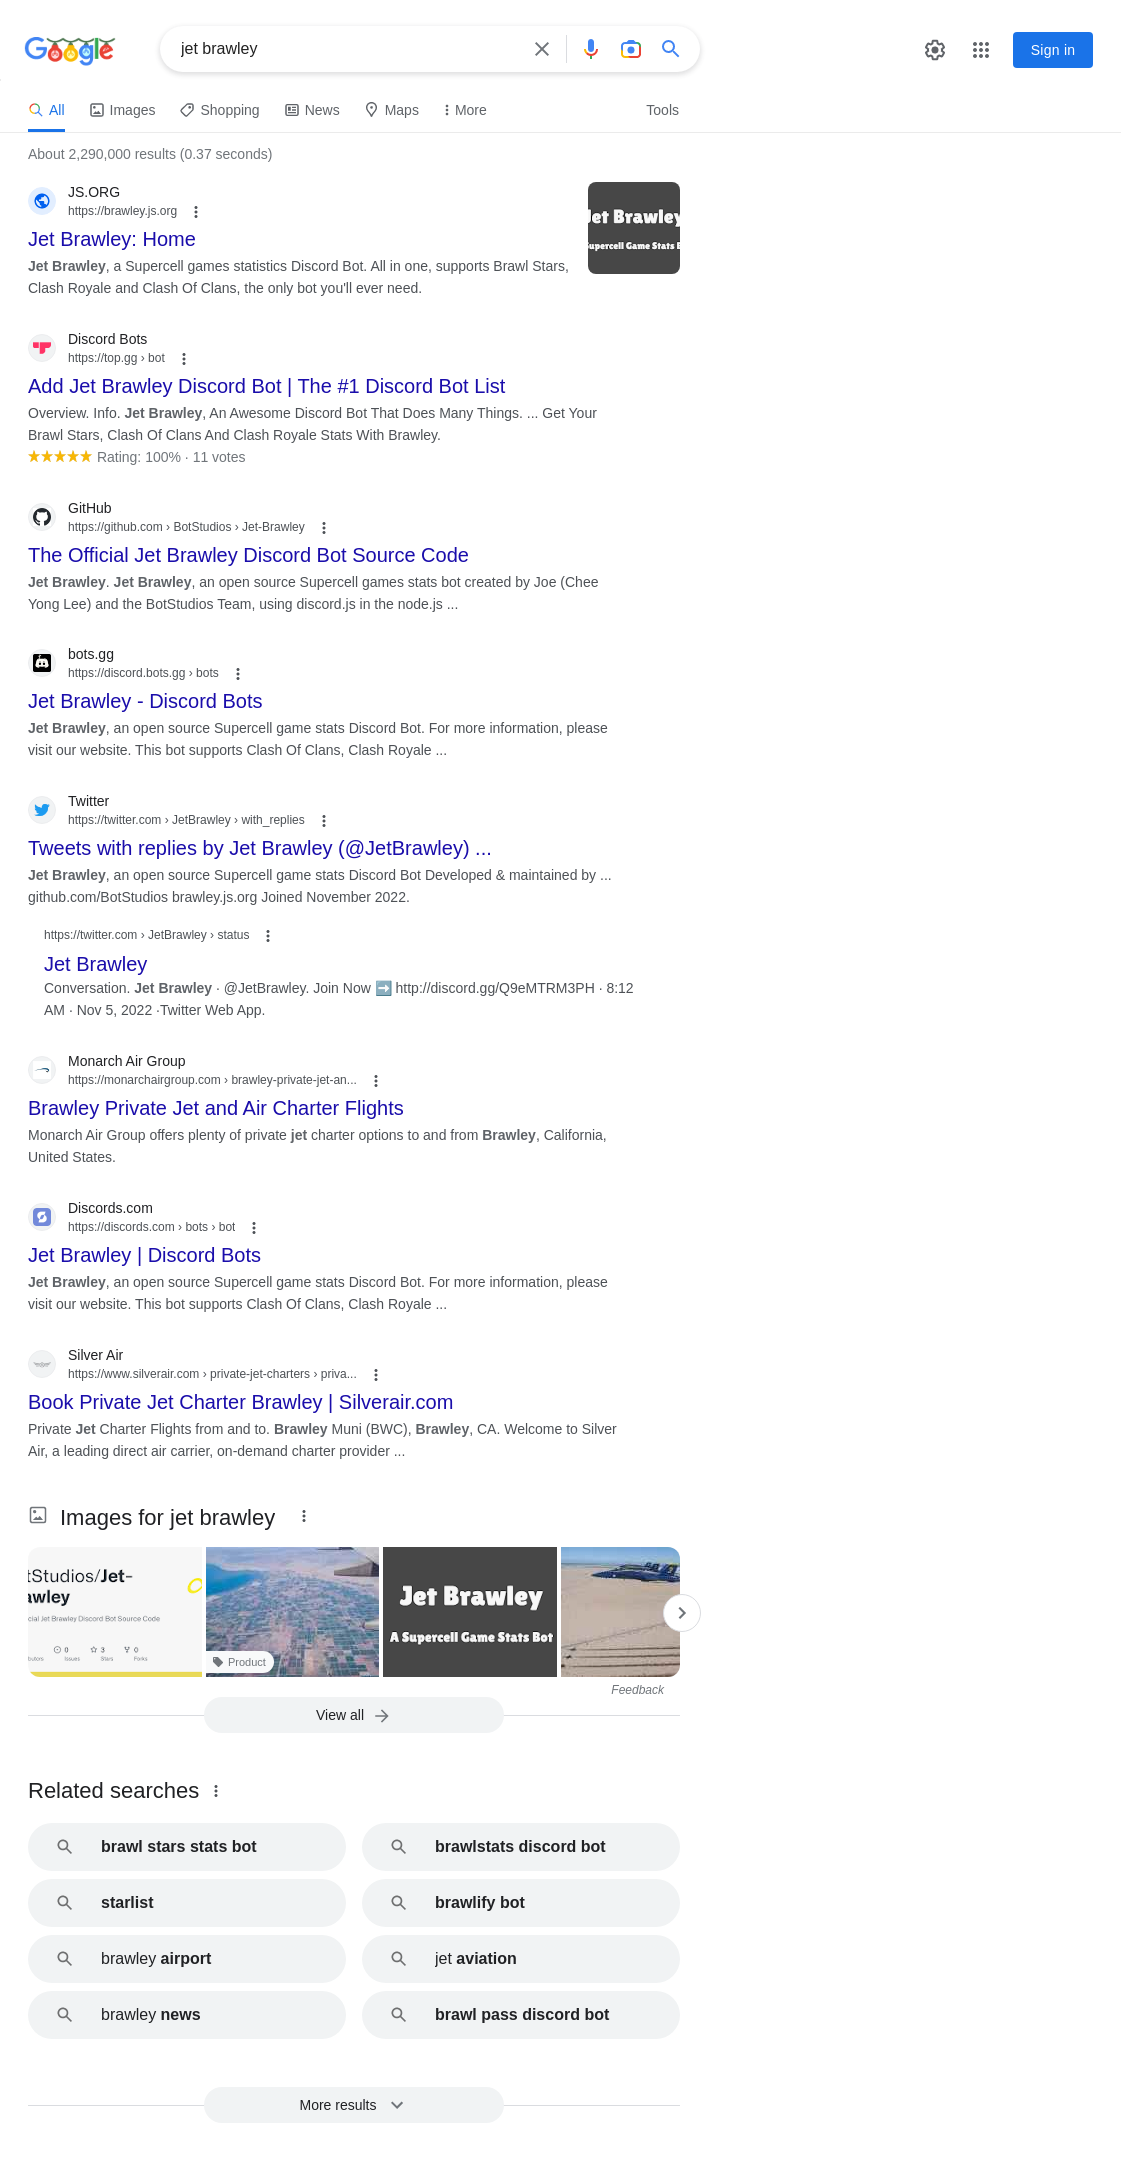 Google
jet brawley
Sign in
All
Images
Shopping
News
Maps
More
Tools
About 2,290,000 results (0.37 seconds)
JS.ORG
https://brawley.js.org
Jet Brawley: Home
Jet Brawley, a Supercell games statistics Discord Bot. All in one, supports Brawl Stars,
Clash Royale and Clash Of Clans, the only bot you'll ever need.
Jet Brawley
Supercell Game Stats B
Discord Bots
https://top.gg › bot
Add Jet Brawley Discord Bot | The #1 Discord Bot List
Overview. Info. Jet Brawley, An Awesome Discord Bot That Does Many Things. ... Get Your
Brawl Stars, Clash Of Clans And Clash Royale Stats With Brawley.
Rating: 100% · 11 votes
GitHub
https://github.com › BotStudios › Jet-Brawley
The Official Jet Brawley Discord Bot Source Code
Jet Brawley. Jet Brawley, an open source Supercell games stats bot created by Joe (Chee
Yong Lee) and the BotStudios Team, using discord.js in the node.js ...
bots.gg
https://discord.bots.gg › bots
Jet Brawley - Discord Bots
Jet Brawley, an open source Supercell game stats Discord Bot. For more information, please
visit our website. This bot supports Clash Of Clans, Clash Royale ...
Twitter
https://twitter.com › JetBrawley › with_replies
Tweets with replies by Jet Brawley (@JetBrawley) ...
Jet Brawley, an open source Supercell game stats Discord Bot Developed & maintained by ...
github.com/BotStudios brawley.js.org Joined November 2022.
https://twitter.com › JetBrawley › status
Jet Brawley
Conversation. Jet Brawley · @JetBrawley. Join Now ➡️ http://discord.gg/Q9eMTRM3PH · 8:12
AM · Nov 5, 2022 ·Twitter Web App.
Monarch Air Group
https://monarchairgroup.com › brawley-private-jet-an...
Brawley Private Jet and Air Charter Flights
Monarch Air Group offers plenty of private jet charter options to and from Brawley, California,
United States.
Discords.com
https://discords.com › bots › bot
Jet Brawley | Discord Bots
Jet Brawley, an open source Supercell game stats Discord Bot. For more information, please
visit our website. This bot supports Clash Of Clans, Clash Royale ...
Silver Air
https://www.silverair.com › private-jet-charters › priva...
Book Private Jet Charter Brawley | Silverair.com
Private Jet Charter Flights from and to. Brawley Muni (BWC), Brawley, CA. Welcome to Silver
Air, a leading direct air carrier, on-demand charter provider ...
Images for jet brawley
tStudios/Jet-
awley
cial Jet Brawley Discord Bot Source Code
0
3
0
Issues
Stars
Forks
Product
Jet Brawley
A Supercell Game Stats Bot
Feedback
View all
Related searches
brawl stars stats bot
brawlstats discord bot
starlist
brawlify bot
brawley airport
jet aviation
brawley news
brawl pass discord bot
More results